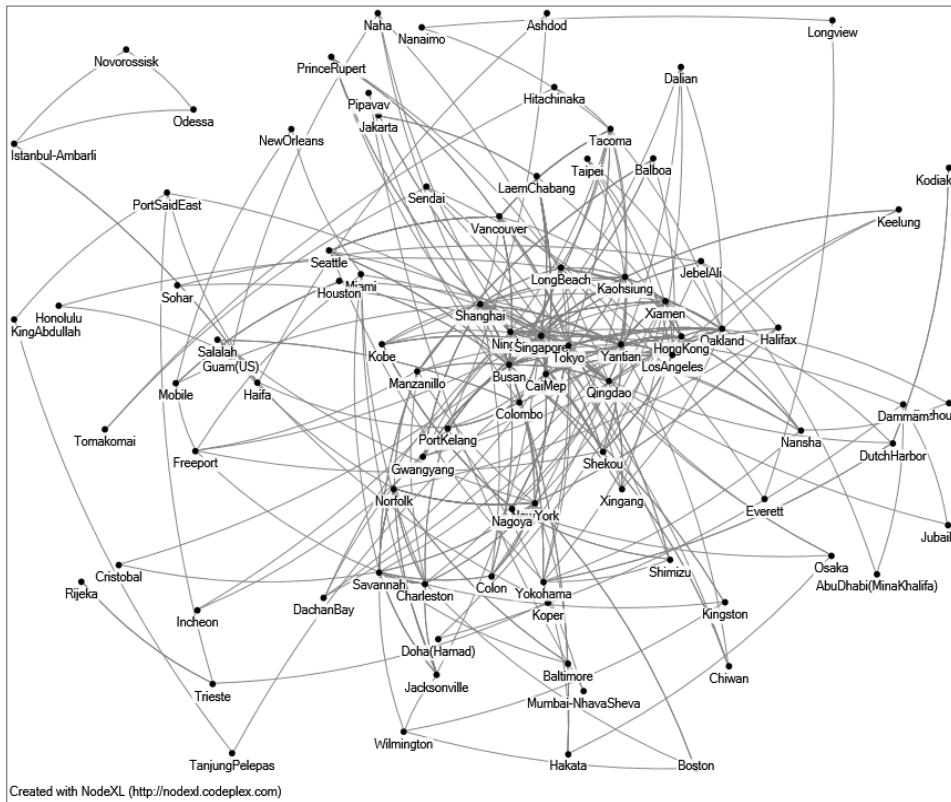 Naha
Ashdod
Nanaimo
Longview
Novorossisk
PrinceRupert
Dalian
Pipavav
Hitachinaka
Jakarta
Odessa
NewOrleans
Tacoma
Istanbul-Ambarli
Taipei
Balboa
Kodiak
LaemChabang
Sendai
PortSaidEast
Vancouver
Keelung
Seattle
JebelAli
LongBeach
Houston
Miami
Kaohsiung
Sohar
Honolulu
Shanghai
Xiamen
KingAbdullah
Salalah
Singapore
HongKong
Oakland
Halifax
Guam(US)
Kobe
Tokyo
Yantian
LosAngeles
Busan
Mobile
Haifa
Manzanillo
CaiMep
Qingdao
Colombo
Dammam
Tomakomai
PortKelang
Nansha
DutchHarbor
Freeport
Gwangyang
Shekou
Norfolk
Xingang
Nagoya
Everett
Jubail
Cristobal
Osaka
Rijeka
Savannah
Charleston
Colon
Yokohama
Shimizu
AbuDhabi(MinaKhalifa)
DachanBay
Koper
Kingston
Incheon
Doha(Hamad)
Trieste
Jacksonville
Baltimore
Chiwan
Mumbai-NhavaSheva
Wilmington
TanjungPelepas
Hakata
Boston
Created with NodeXL (http://nodexl.codeplex.com)